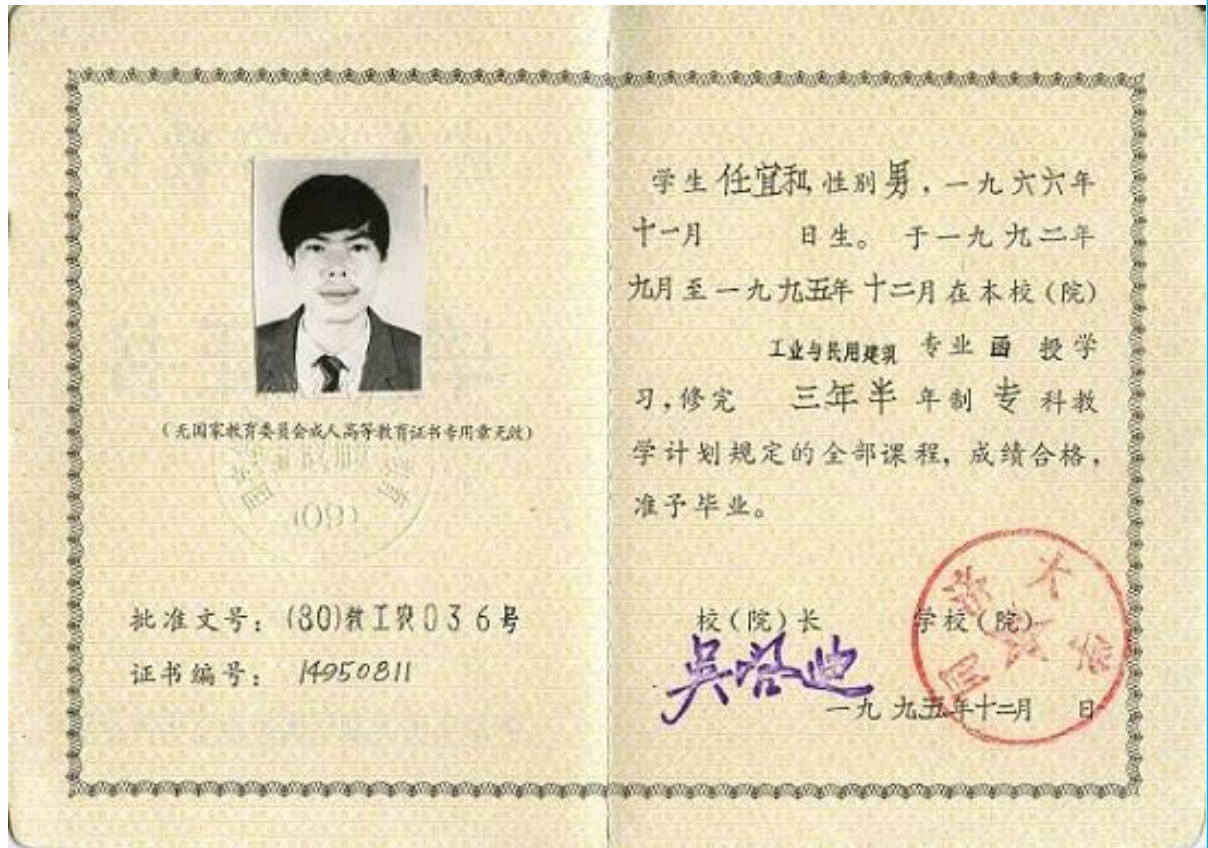 (无国家教育委员会成人高等教育证书专用章无效)
(09)
批准文号：(80)教工农036号
证书编号：14950811
学生 任宜和，性别 男，一九六六年
十一月 日生。于一九九二年
九月至一九九五年十二月在本校(院)
工业与民用建筑 专业 函 授学
习，修完 三年半 年制 专 科教
学计划规定的全部课程，成绩合格，
准予毕业。
校(院)长 学校(院)
吴启迪
一九九五年十二月 日